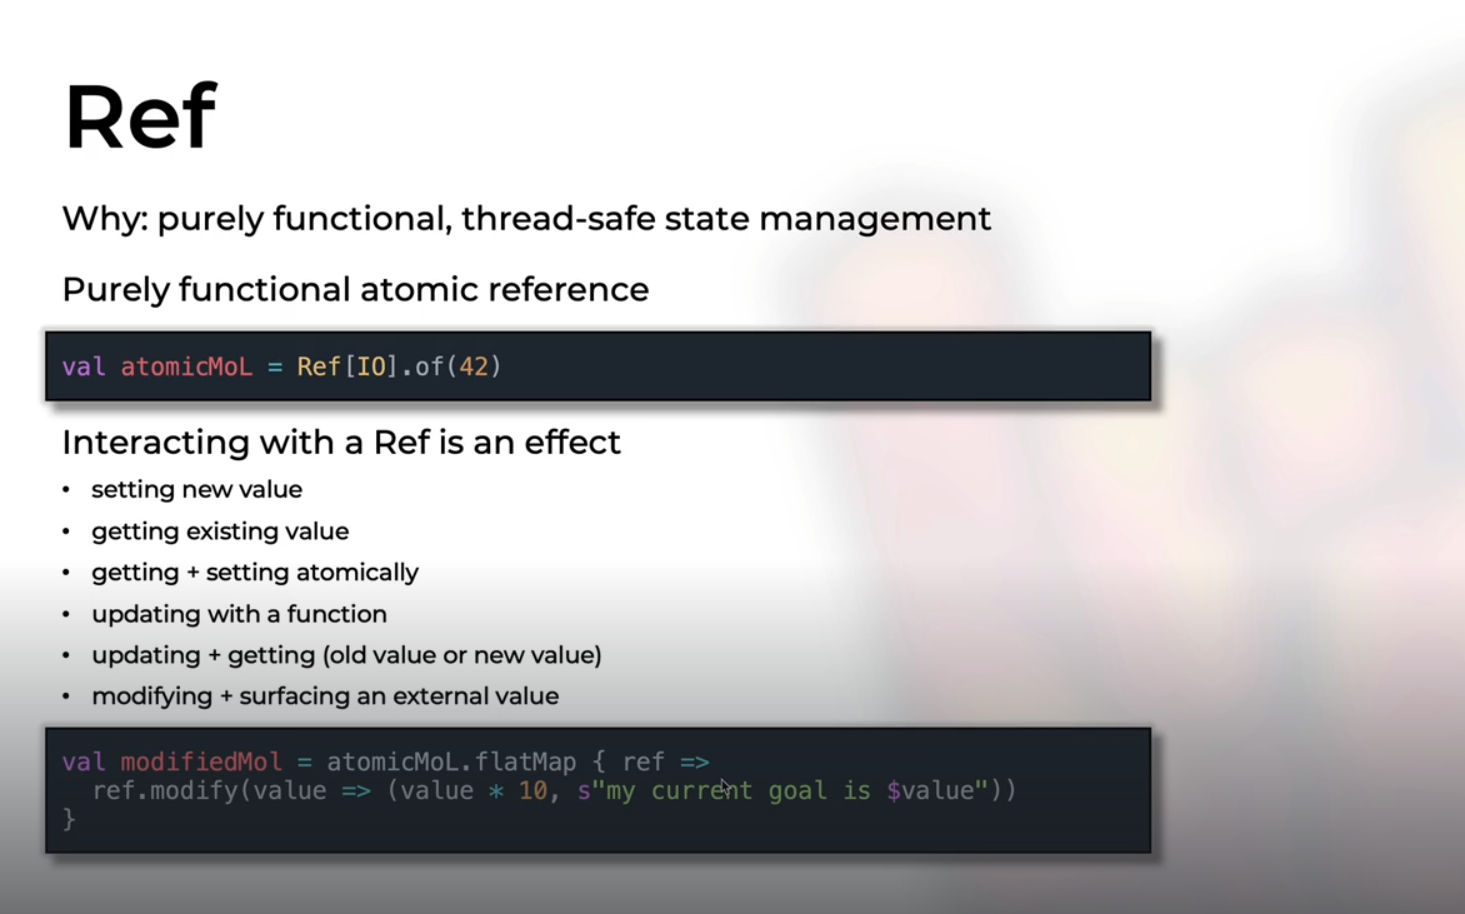 Ref
Why: purely functional, thread-safe state management
Purely functional atomic reference
val atomicMoL = Ref[IO].of(42)
Interacting with a Ref is an effect
• setting new value
• getting existing value
• getting + setting atomically
• updating with a function
• updating + getting (old value or new value)
• modifying + surfacing an external value
val modifiedMol = atomicMoL.flatMap { ref =>
  ref.modify(value => (value * 10, s"my current goal is $value"))
}